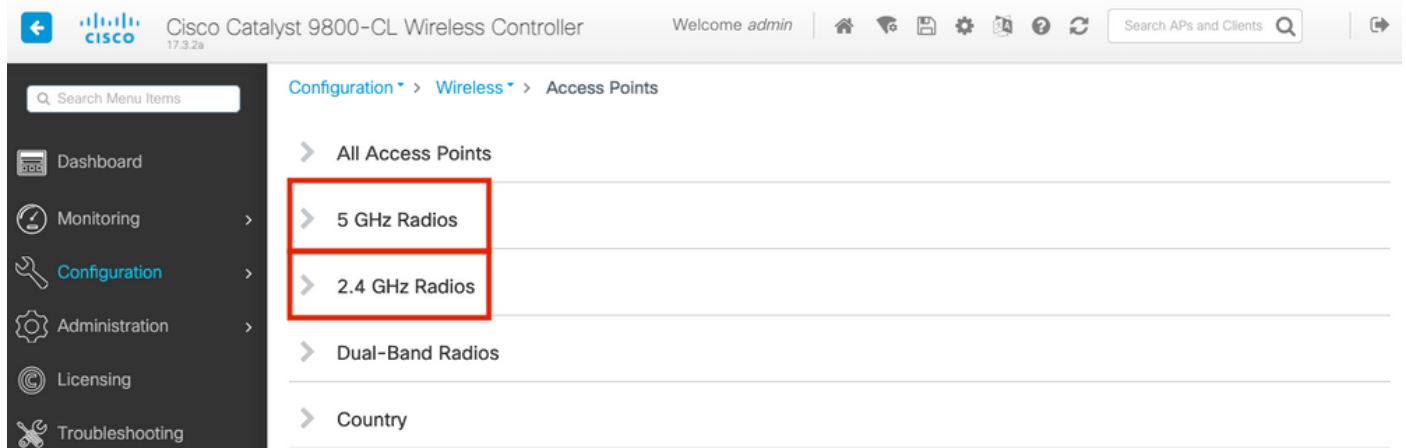 CISCO
Cisco Catalyst 9800-CL Wireless Controller
17.3.2a
Welcome admin
Search APs and Clients
Search Menu Items
Dashboard
Monitoring
Configuration
Administration
Licensing
Troubleshooting
Configuration > Wireless > Access Points
All Access Points
5 GHz Radios
2.4 GHz Radios
Dual-Band Radios
Country